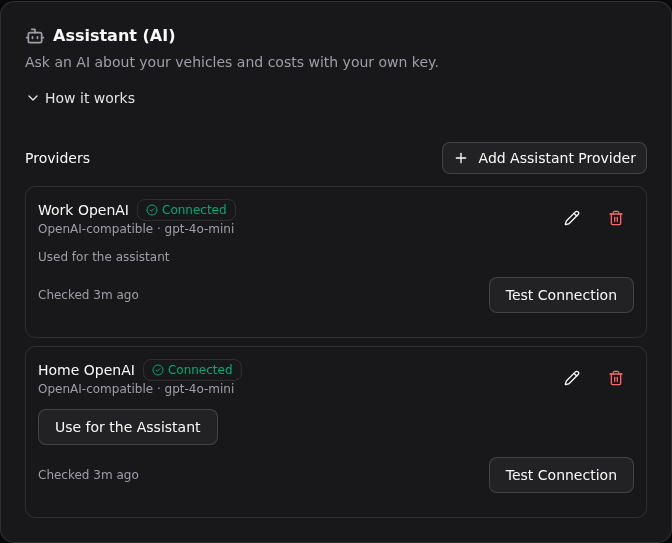 Assistant (AI)
Ask an AI about your vehicles and costs with your own key.
How it works
Providers
Add Assistant Provider
Work OpenAI Connected
OpenAI-compatible · gpt-4o-mini
Used for the assistant
Checked 3m ago
Test Connection
Home OpenAI Connected
OpenAI-compatible · gpt-4o-mini
Use for the Assistant
Checked 3m ago
Test Connection